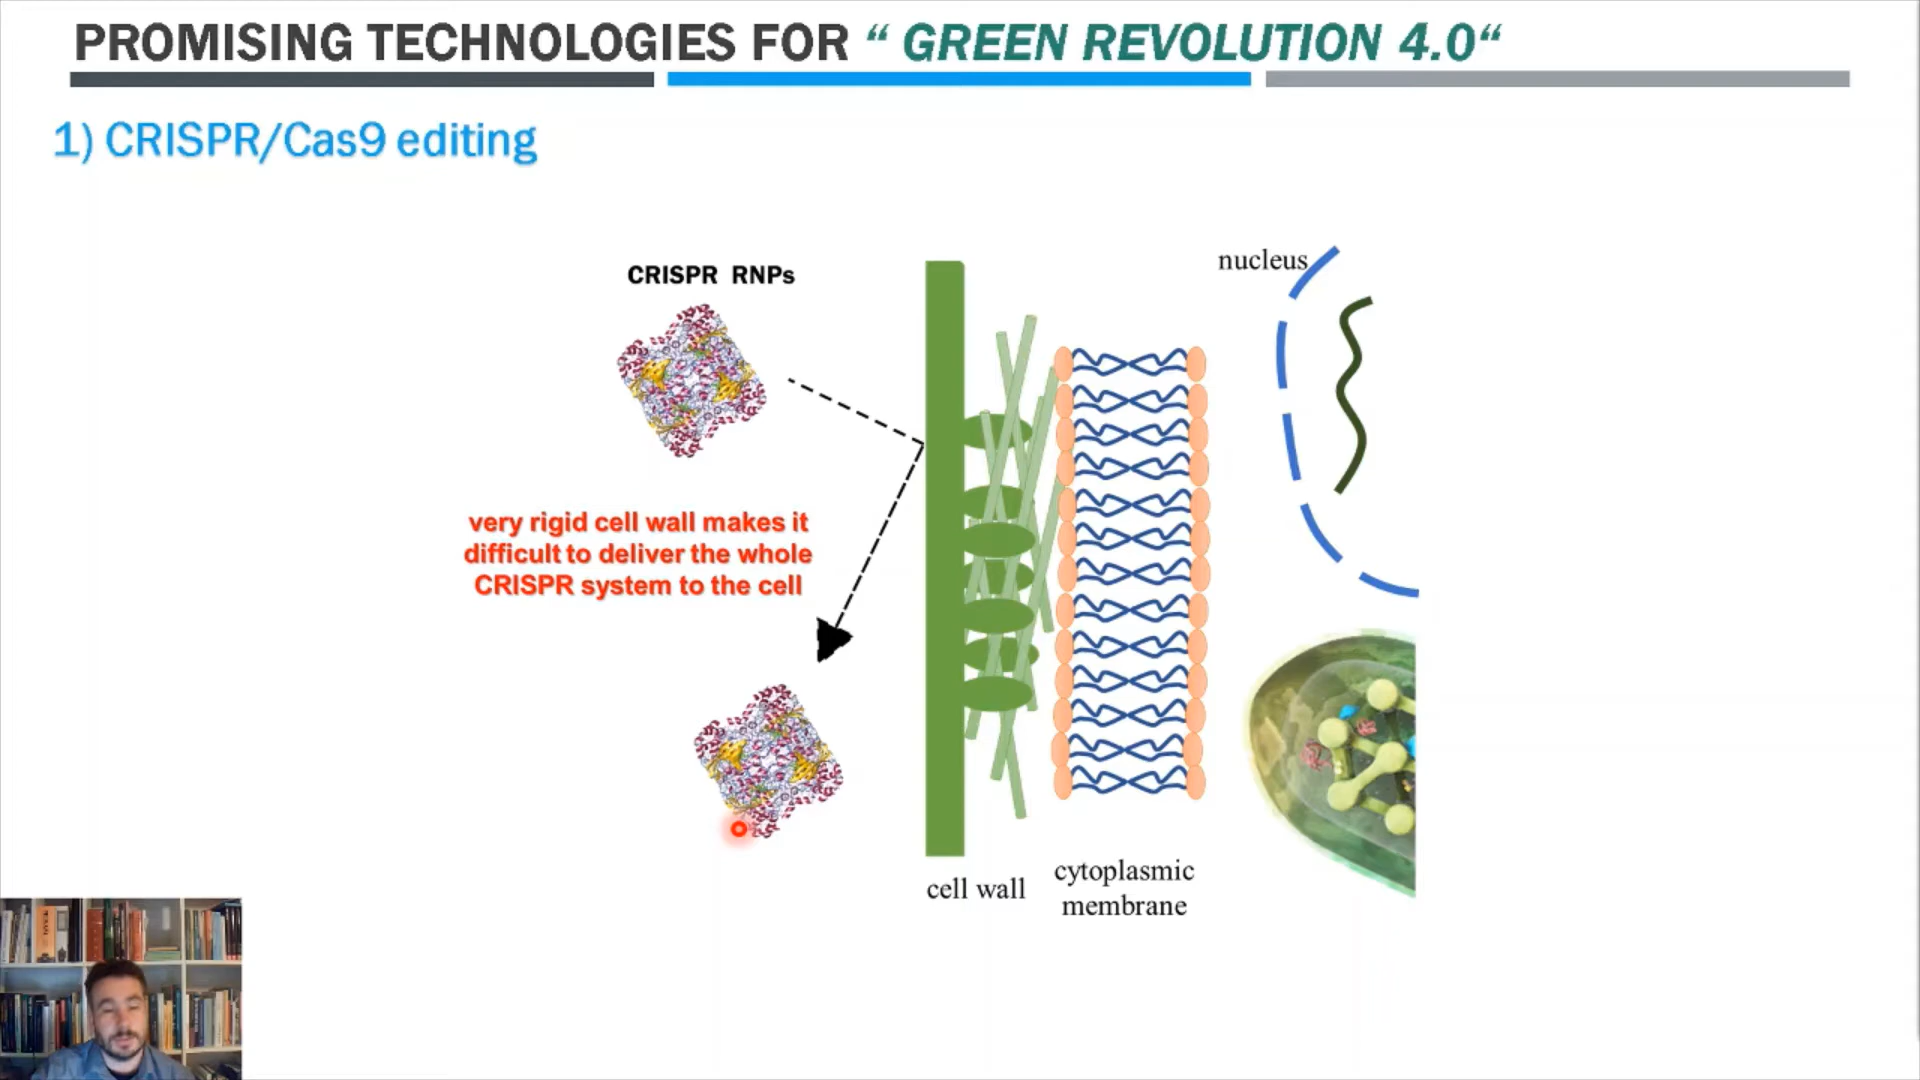 PROMISING TECHNOLOGIES FOR “ GREEN REVOLUTION 4.0“
1) CRISPR/Cas9 editing
nucleus
CRISPR RNPs
very rigid cell wall makes it
difficult to deliver the whole
CRISPR system to the cell
cell wall
cytoplasmic
membrane